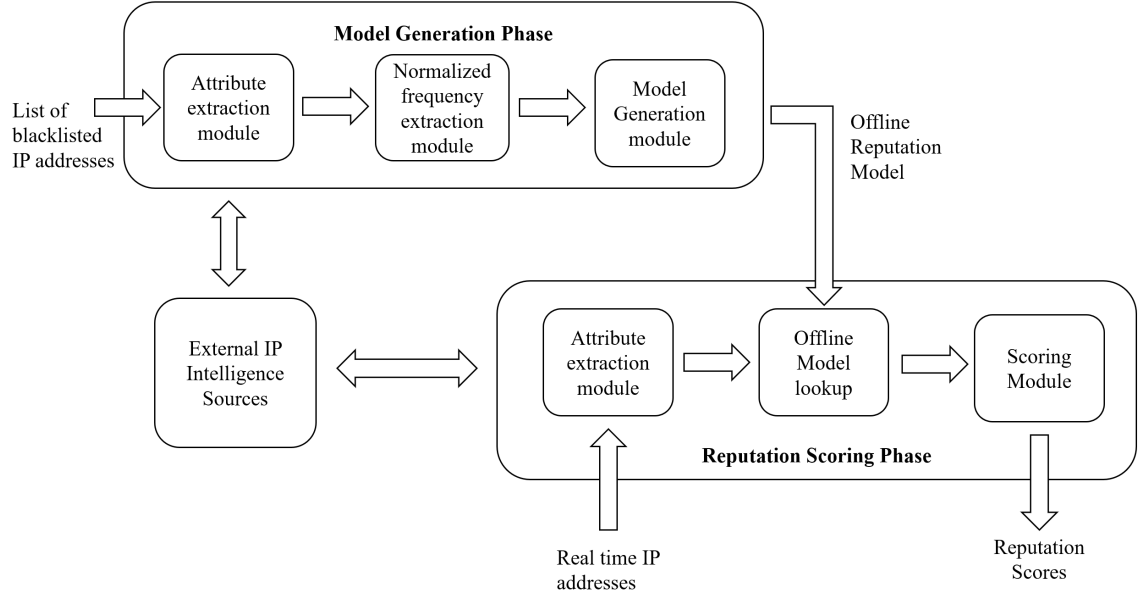 Model Generation Phase
List of
blacklisted
IP addresses
Attribute
extraction
module
Normalized
frequency
extraction
module
Model
Generation
module
Offline
Reputation
Model
External IP
Intelligence
Sources
Attribute
extraction
module
Offline
Model
lookup
Scoring
Module
Reputation Scoring Phase
Real time IP
addresses
Reputation
Scores